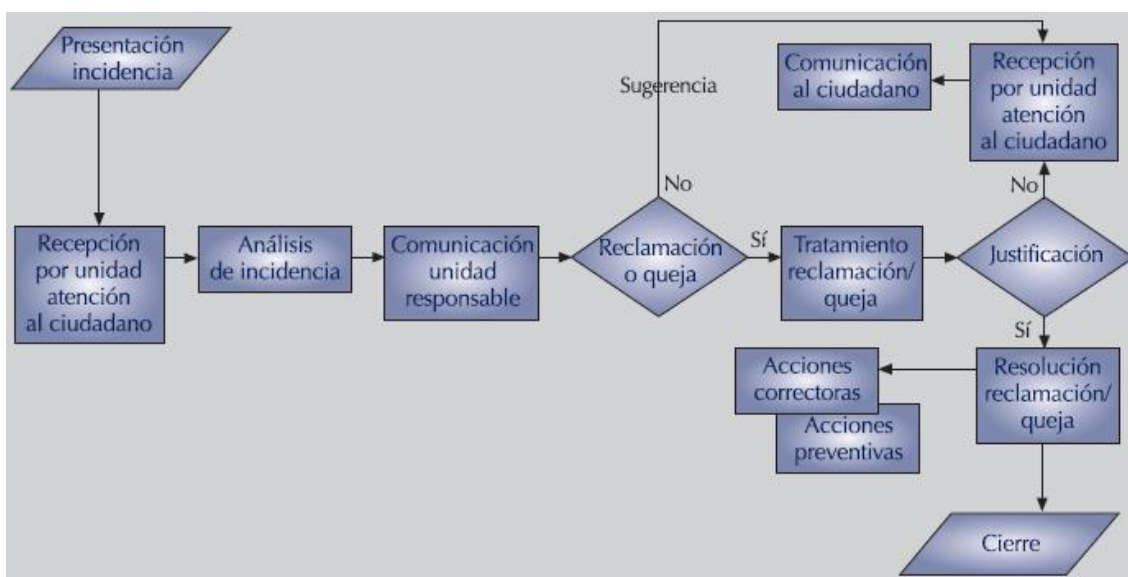 Presentación
incidencia
Recepción
por unidad
atención
al ciudadano
Análisis
de incidencia
Comunicación
unidad
responsable
Reclamación
o queja
No
Sugerencia
Sí
Tratamiento
reclamación/
queja
Justificación
No
Recepción
por unidad
atención
al ciudadano
Comunicación
al ciudadano
Sí
Resolución
reclamación/
queja
Acciones
correctoras
Acciones
preventivas
Cierre